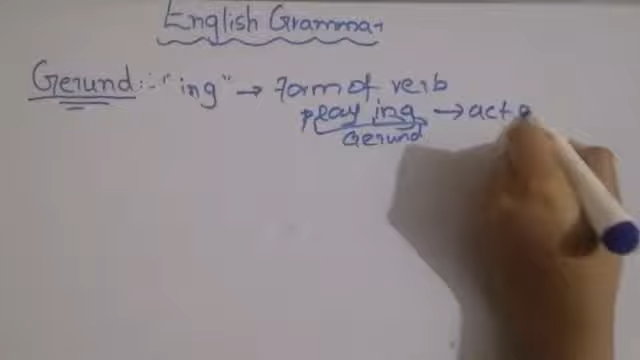 English Grammar
Gerund :- "ing" → form of verb
playing → act a
Gerund